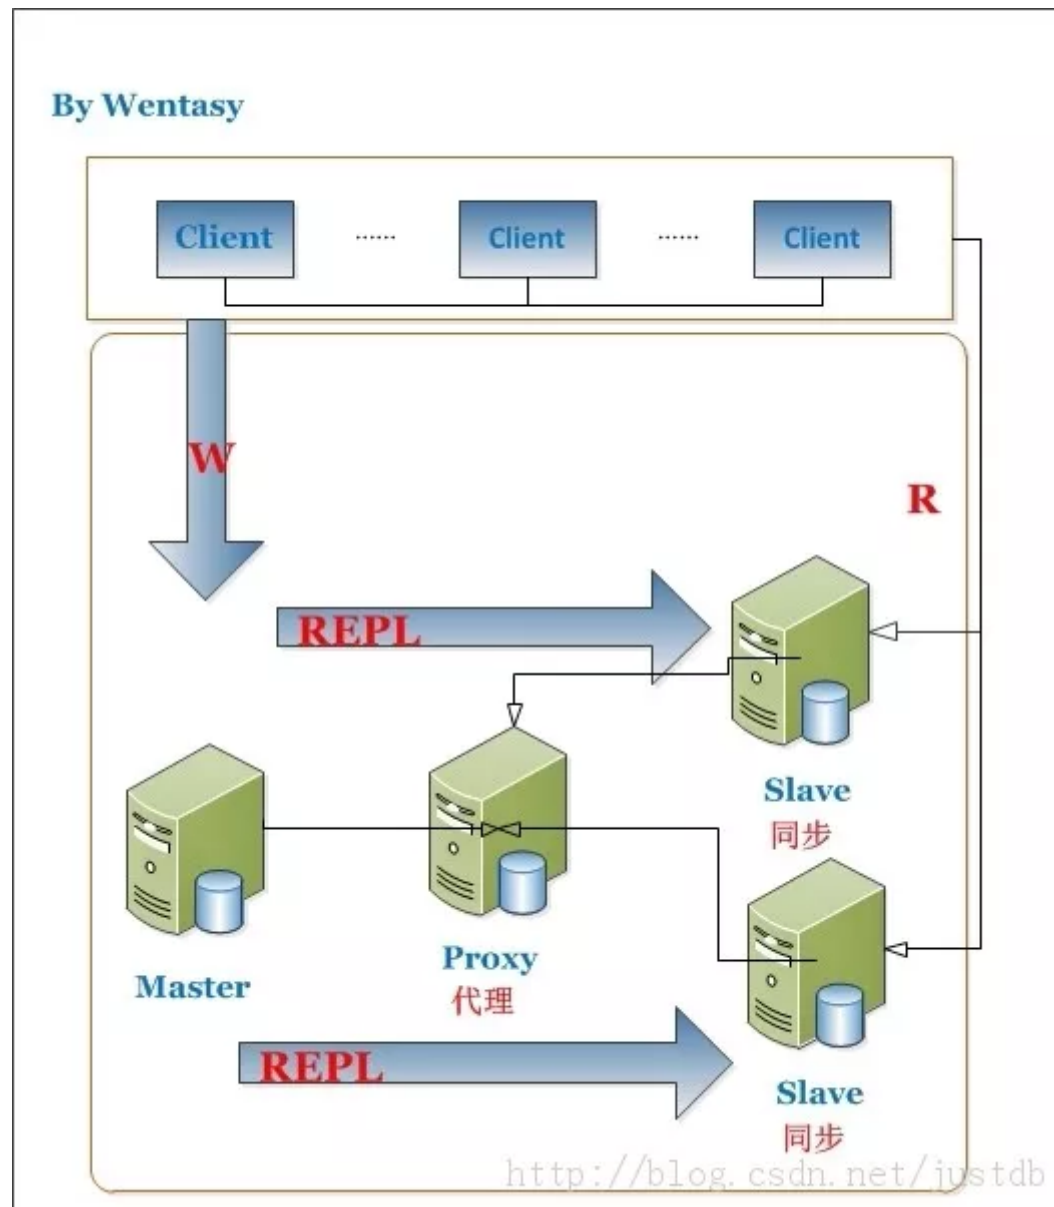 By Wentasy
Client ...... Client ...... Client
W
R
REPL
Slave
同步
Master
Proxy
代理
REPL
Slave
同步
http://blog.csdn.net/justdb